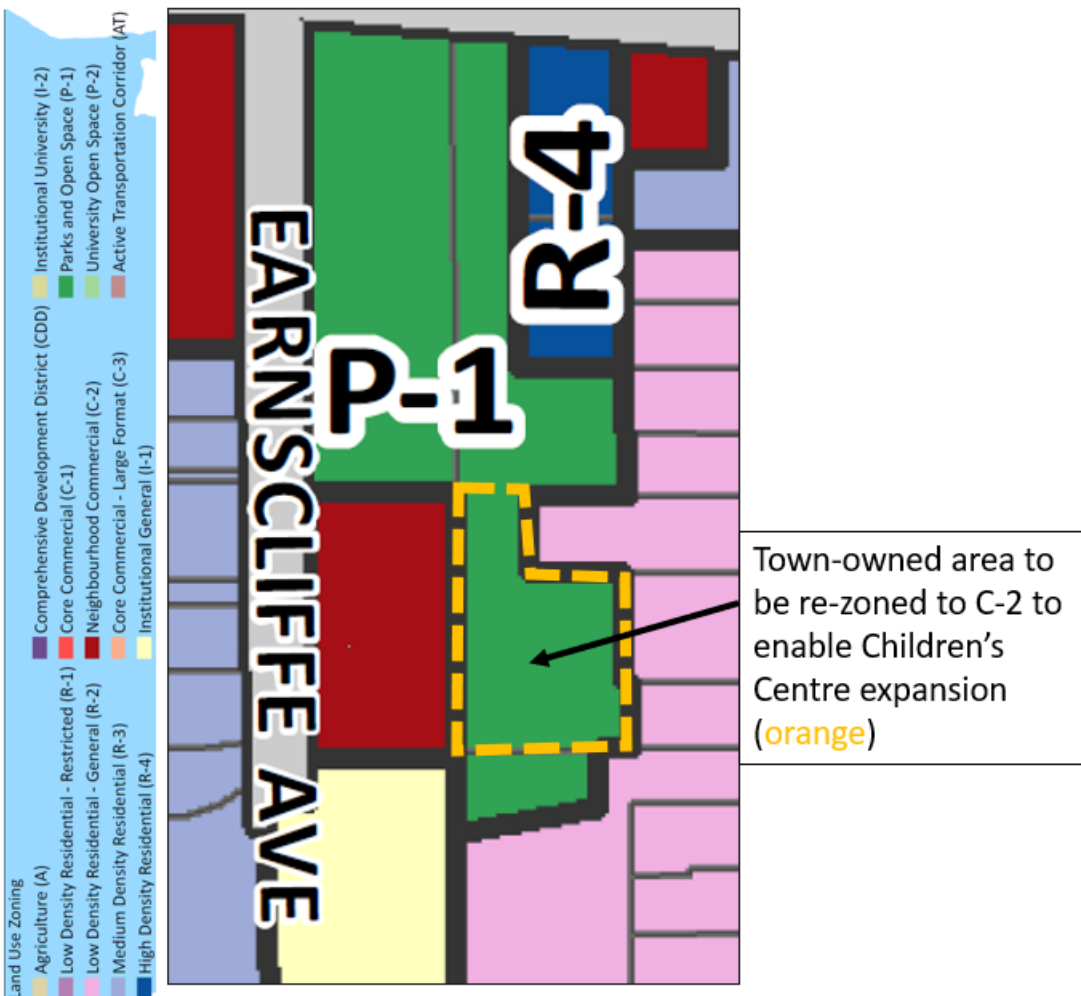 Land Use Zoning
Agriculture (A)
Low Density Residential - Restricted (R-1)
Low Density Residential - General (R-2)
Medium Density Residential (R-3)
High Density Residential (R-4)
Comprehensive Development District (CDD)
Core Commercial (C-1)
Neighbourhood Commercial (C-2)
Core Commercial - Large Format (C-3)
Institutional General (I-1)
Institutional University (I-2)
Parks and Open Space (P-1)
University Open Space (P-2)
Active Transportation Corridor (AT)
R-4
P-1
EARNSCLIFFE AVE
Town-owned area to
be re-zoned to C-2 to
enable Children's
Centre expansion
(orange)